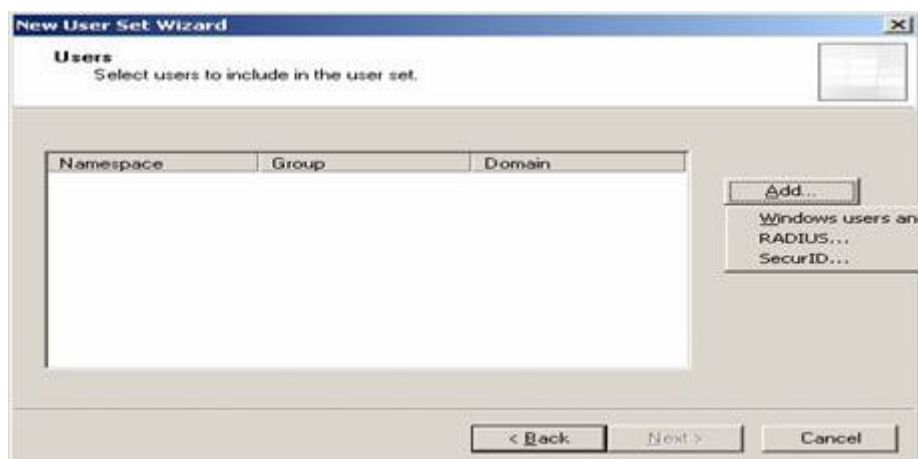 New User Set Wizard
Users
Select users to include in the user set.
Namespace Group Domain
Add...
Windows users an
RADIUS...
SecurID...
< Back Next > Cancel